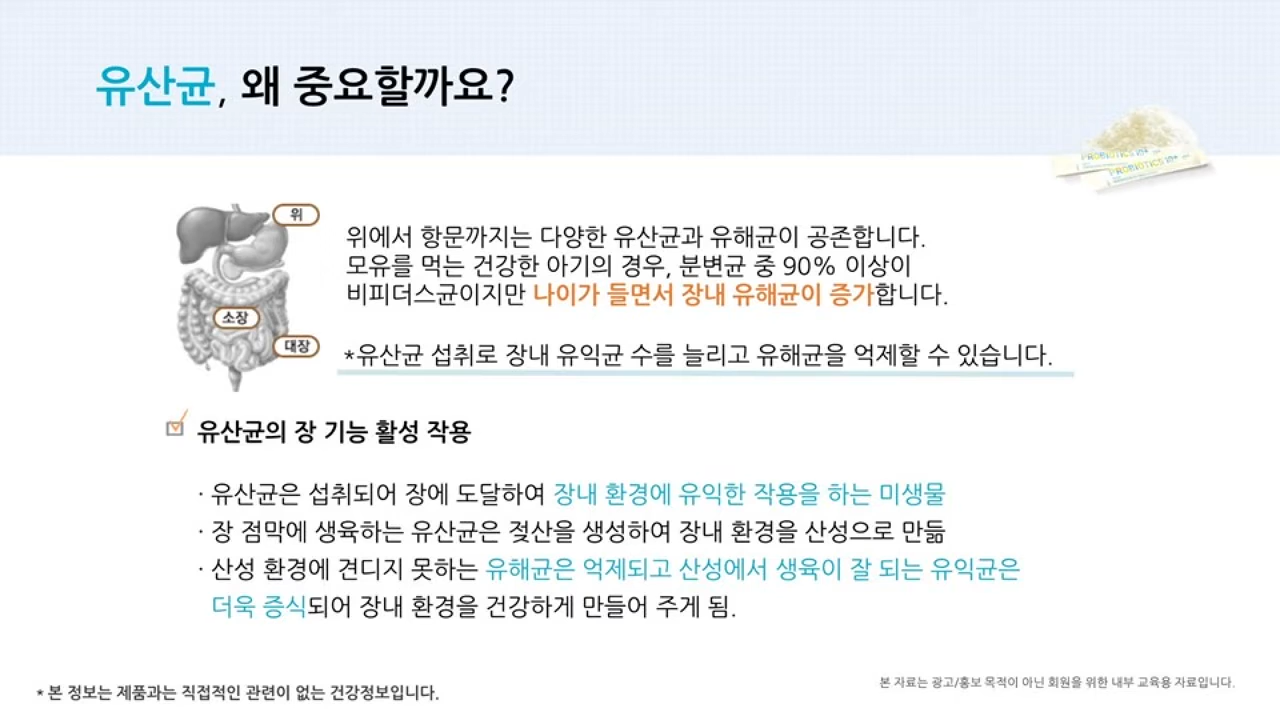 유산균, 왜 중요할까요?
PROBIOTICS
PROBIOTICS
위
소장
대장
위에서 항문까지는 다양한 유산균과 유해균이 공존합니다.
모유를 먹는 건강한 아기의 경우, 분변균 중 90% 이상이
비피더스균이지만 나이가 들면서 장내 유해균이 증가합니다.
*유산균 섭취로 장내 유익균 수를 늘리고 유해균을 억제할 수 있습니다.
유산균의 장 기능 활성 작용
· 유산균은 섭취되어 장에 도달하여 장내 환경에 유익한 작용을 하는 미생물
· 장 점막에 생육하는 유산균은 젖산을 생성하여 장내 환경을 산성으로 만듦
· 산성 환경에 견디지 못하는 유해균은 억제되고 산성에서 생육이 잘 되는 유익균은
더욱 증식되어 장내 환경을 건강하게 만들어 주게 됨.
* 본 정보는 제품과는 직접적인 관련이 없는 건강정보입니다.
본 자료는 광고/홍보 목적이 아닌 회원을 위한 내부 교육용 자료입니다.